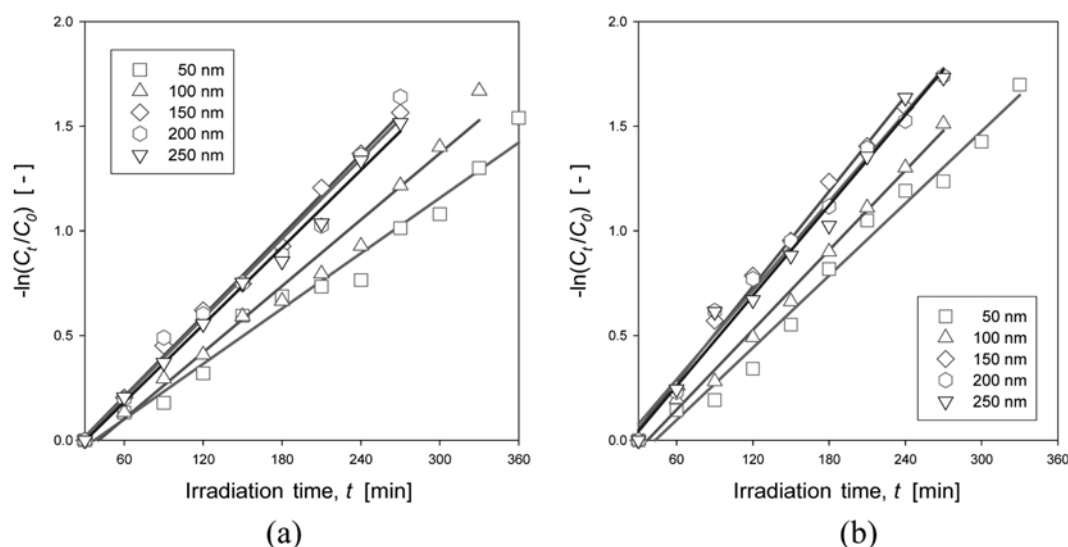 2.0
1.5
1.0
0.5
0.0
-ln(Cₜ/C₀) [ - ]
50 nm
100 nm
150 nm
200 nm
250 nm
60 120 180 240 300 360
Irradiation time, t [min]
(a)
2.0
1.5
1.0
0.5
0.0
-ln(Cₜ/C₀) [ - ]
50 nm
100 nm
150 nm
200 nm
250 nm
60 120 180 240 300 360
Irradiation time, t [min]
(b)